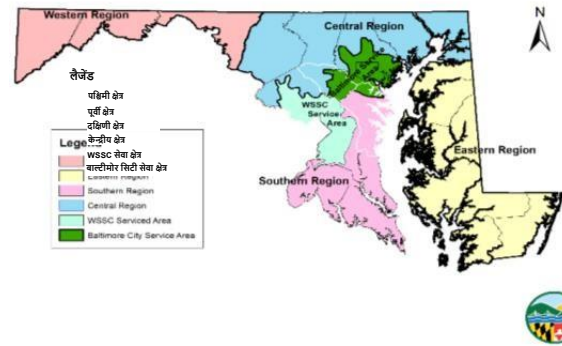 Western Region
Central Region
N
लैजेंड
पश्चिमी क्षेत्र
पूर्वी क्षेत्र
दक्षिणी क्षेत्र
केन्द्रीय क्षेत्र
WSSC सेवा क्षेत्र
बाल्टीमोर सिटी सेवा क्षेत्र
WSSC
Service
Area
Eastern Region
Southern Region
Eastern Region
Southern Region
Central Region
WSSC Serviced Area
Baltimore City Service Area